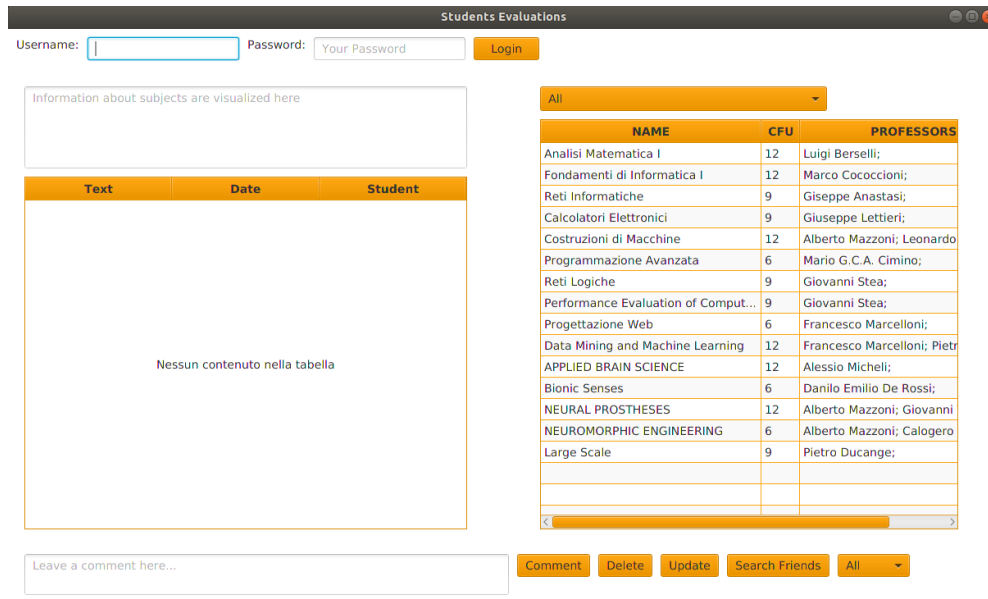 Students Evaluations
Username: Password: Your Password Login
Information about subjects are visualized here
Text Date Student
Nessun contenuto nella tabella
All
NAME CFU PROFESSORS
Analisi Matematica I 12 Luigi Berselli;
Fondamenti di Informatica I 12 Marco Cococcioni;
Reti Informatiche 9 Giseppe Anastasi;
Calcolatori Elettronici 9 Giuseppe Lettieri;
Costruzioni di Macchine 12 Alberto Mazzoni; Leonardo
Programmazione Avanzata 6 Mario G.C.A. Cimino;
Reti Logiche 9 Giovanni Stea;
Performance Evaluation of Comput... 9 Giovanni Stea;
Progettazione Web 6 Francesco Marcelloni;
Data Mining and Machine Learning 12 Francesco Marcelloni; Pietr
APPLIED BRAIN SCIENCE 12 Alessio Micheli;
Bionic Senses 6 Danilo Emilio De Rossi;
NEURAL PROSTHESES 12 Alberto Mazzoni; Giovanni
NEUROMORPHIC ENGINEERING 6 Alberto Mazzoni; Calogero
Large Scale 9 Pietro Ducange;
Leave a comment here... Comment Delete Update Search Friends All